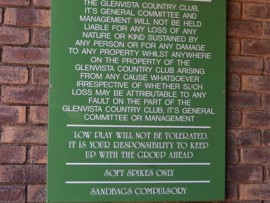 THE GLENVISTA COUNTRY CLUB,
IT'S GENERAL COMMITTEE AND
MANAGEMENT WILL NOT BE HELD
LIABLE FOR ANY LOSS OF ANY
NATURE OR KIND SUSTAINED BY
ANY PERSON OR FOR ANY DAMAGE
TO ANY PROPERTY WHILST ANYWHERE
ON THE PROPERTY OF THE
GLENVISTA COUNTRY CLUB ARISING
FROM ANY CAUSE WHATSOEVER
IRRESPECTIVE OF WHETHER SUCH
LOSS MAY BE ATTRIBUTABLE TO ANY
FAULT ON THE PART OF THE
GLENVISTA COUNTRY CLUB, IT'S GENERAL
COMMITTEE OR MANAGEMENT
LOW PLAY WILL NOT BE TOLERATED.
IT IS YOUR RESPONSIBILITY TO KEEP
UP WITH THE GROUP AHEAD
SOFT SPIKES ONLY
SANDBAGS COMPULSORY